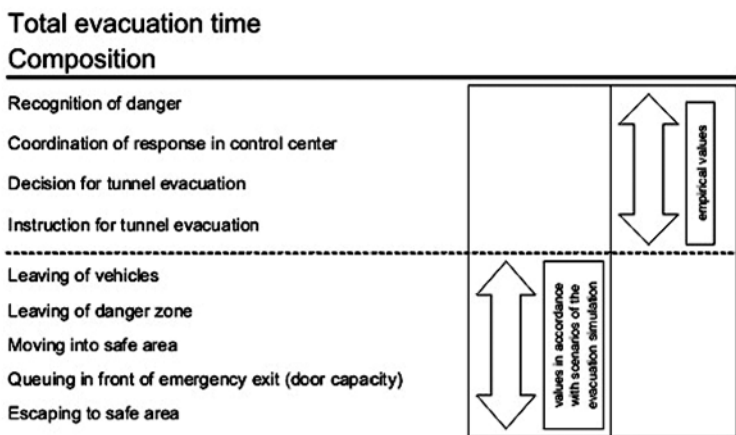 Total evacuation time
Composition
Recognition of danger
Coordination of response in control center
Decision for tunnel evacuation
Instruction for tunnel evacuation
empirical values
Leaving of vehicles
Leaving of danger zone
Moving into safe area
Queuing in front of emergency exit (door capacity)
Escaping to safe area
values in accordance
with scenarios of the
evacuation simulation